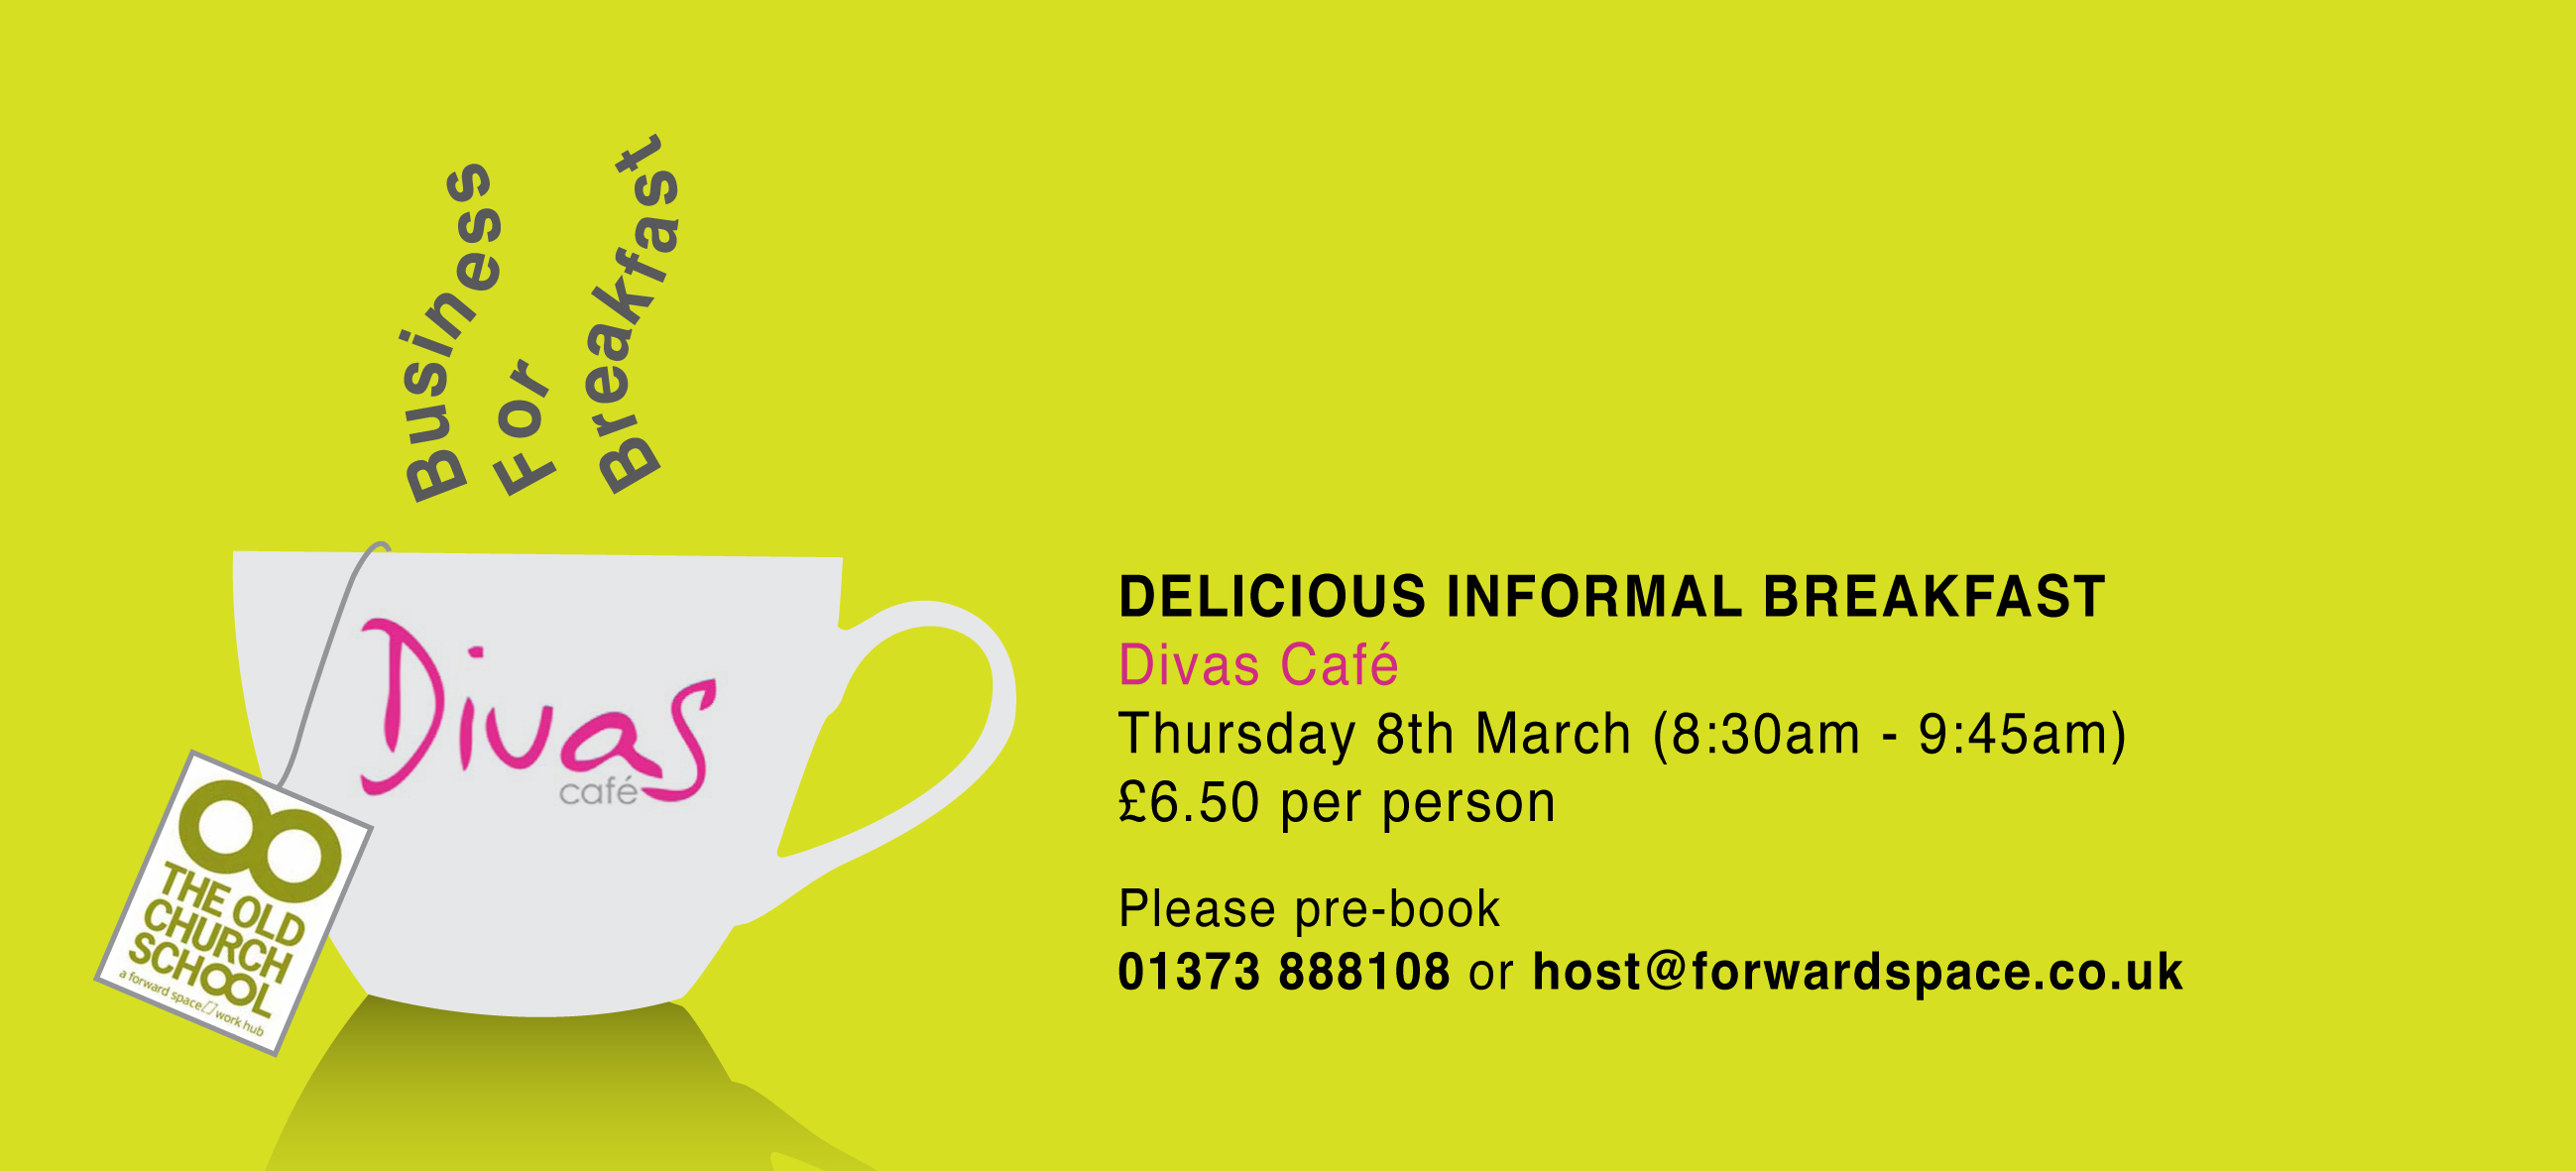 Business
For
Breakfast
Divas
café
THE OLD
CHURCH
SCHOOL
a forward space[] work hub
DELICIOUS INFORMAL BREAKFAST
Divas Café
Thursday 8th March (8:30am - 9:45am)
£6.50 per person
Please pre-book
01373 888108 or host@forwardspace.co.uk